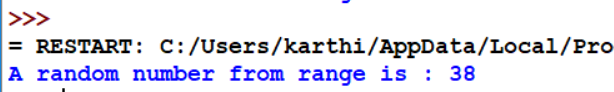 >>>
= RESTART: C:/Users/karthi/AppData/Local/Pro
A random number from range is : 38